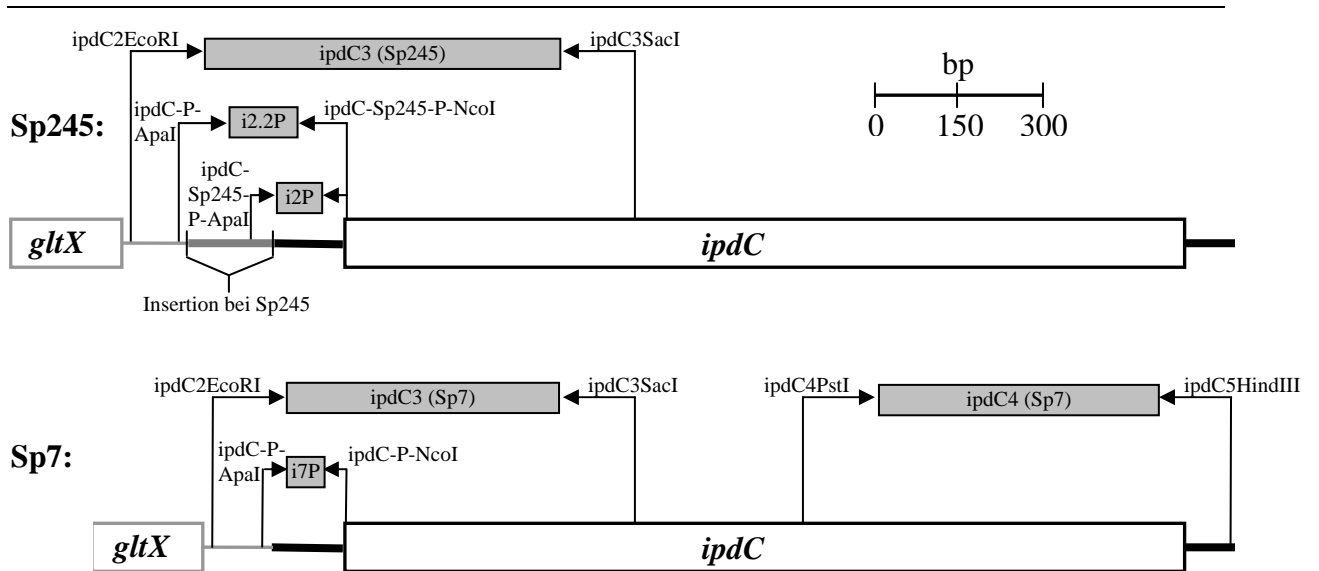 ipdC2EcoRI
ipdC3 (Sp245)
ipdC3SacI
bp
0 150 300
Sp245:
ipdC-P-
ApaI
i2.2P
ipdC-Sp245-P-NcoI
ipdC-
Sp245-
P-ApaI
i2P
gltX
ipdC
Insertion bei Sp245
ipdC2EcoRI
ipdC3 (Sp7)
ipdC3SacI
ipdC4PstI
ipdC4 (Sp7)
ipdC5HindIII
Sp7:
ipdC-P-
ApaI
i7P
ipdC-P-NcoI
gltX
ipdC